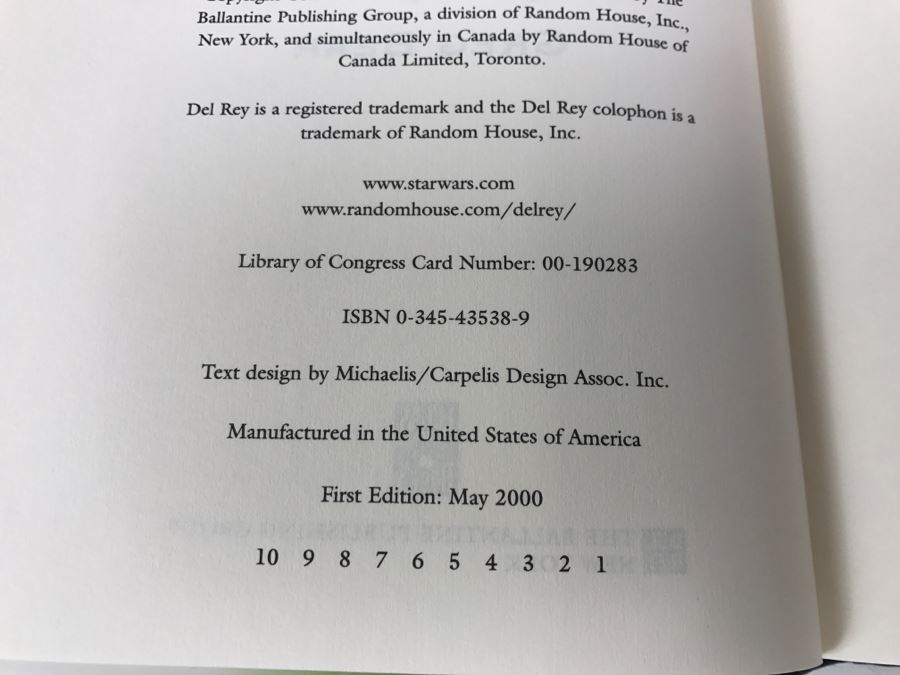 The
Ballantine Publishing Group, a division of Random House, Inc.,
New York, and simultaneously in Canada by Random House of
Canada Limited, Toronto.
Del Rey is a registered trademark and the Del Rey colophon is a
trademark of Random House, Inc.
www.starwars.com
www.randomhouse.com/delrey/
Library of Congress Card Number: 00-190283
ISBN 0-345-43538-9
Text design by Michaelis/Carpelis Design Assoc. Inc.
Manufactured in the United States of America
First Edition: May 2000
10 9 8 7 6 5 4 3 2 1